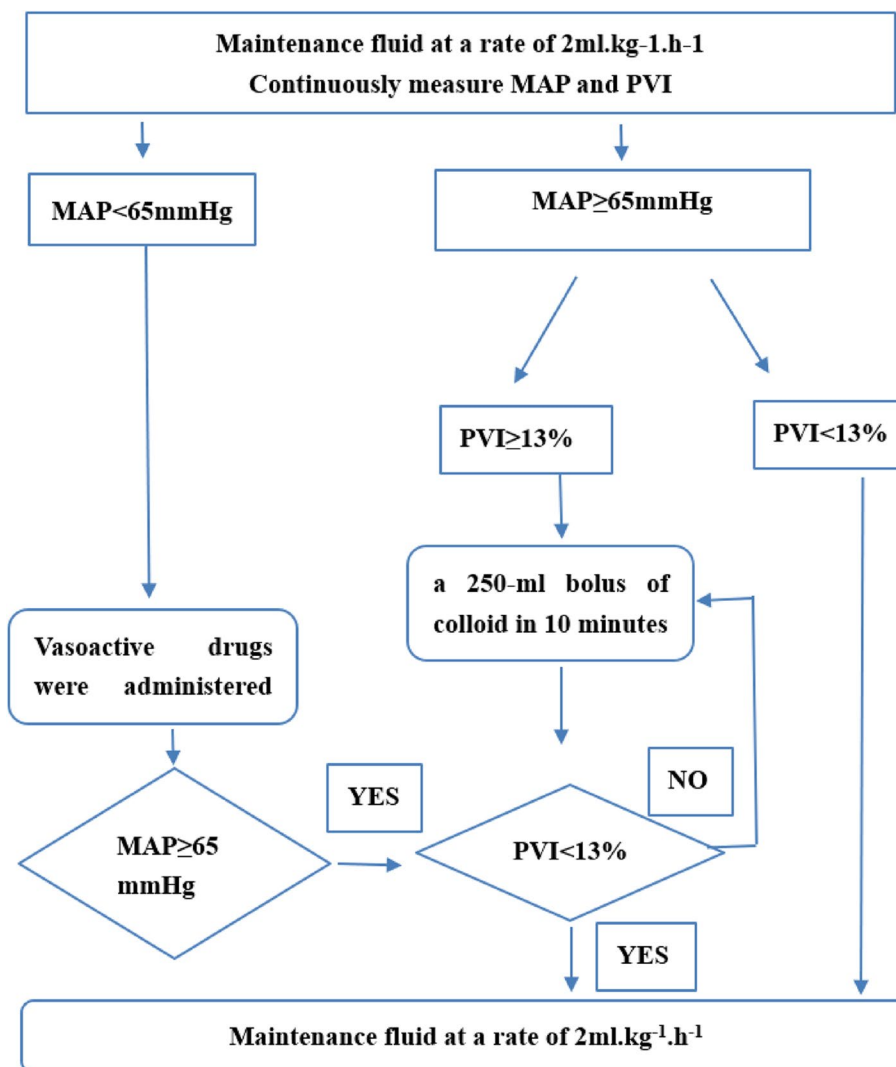 Maintenance fluid at a rate of 2ml.kg-1.h-1
Continuously measure MAP and PVI
MAP<65mmHg
MAP≥65mmHg
PVI≥13%
PVI<13%
a 250-ml bolus of
colloid in 10 minutes
Vasoactive drugs
were administered
NO
YES
MAP≥65
mmHg
PVI<13%
YES
Maintenance fluid at a rate of 2ml.kg⁻¹.h⁻¹